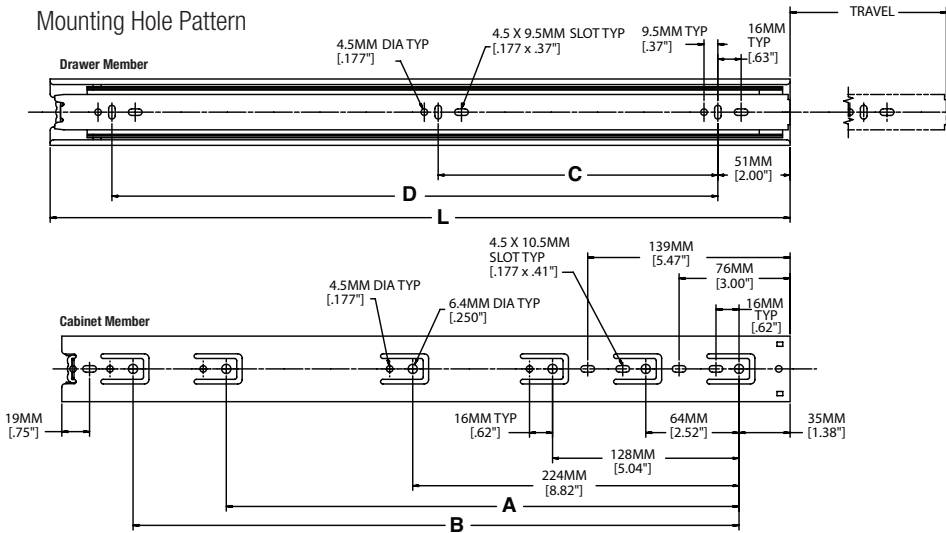 Mounting Hole Pattern
TRAVEL
4.5MM DIA TYP
[.177"]
4.5 X 9.5MM SLOT TYP
[.177 x .37"]
9.5MM TYP
[.37"]
16MM
TYP
[.63"]
Drawer Member
C
51MM
[2.00"]
D
L
4.5 X 10.5MM
SLOT TYP
[.177 x .41"]
139MM
[5.47"]
76MM
[3.00"]
4.5MM DIA TYP
[.177"]
6.4MM DIA TYP
[.250"]
16MM
TYP
[.62"]
Cabinet Member
19MM
[.75"]
16MM TYP
[.62"]
64MM
[2.52"]
35MM
[1.38"]
128MM
[5.04"]
224MM
[8.82"]
A
B